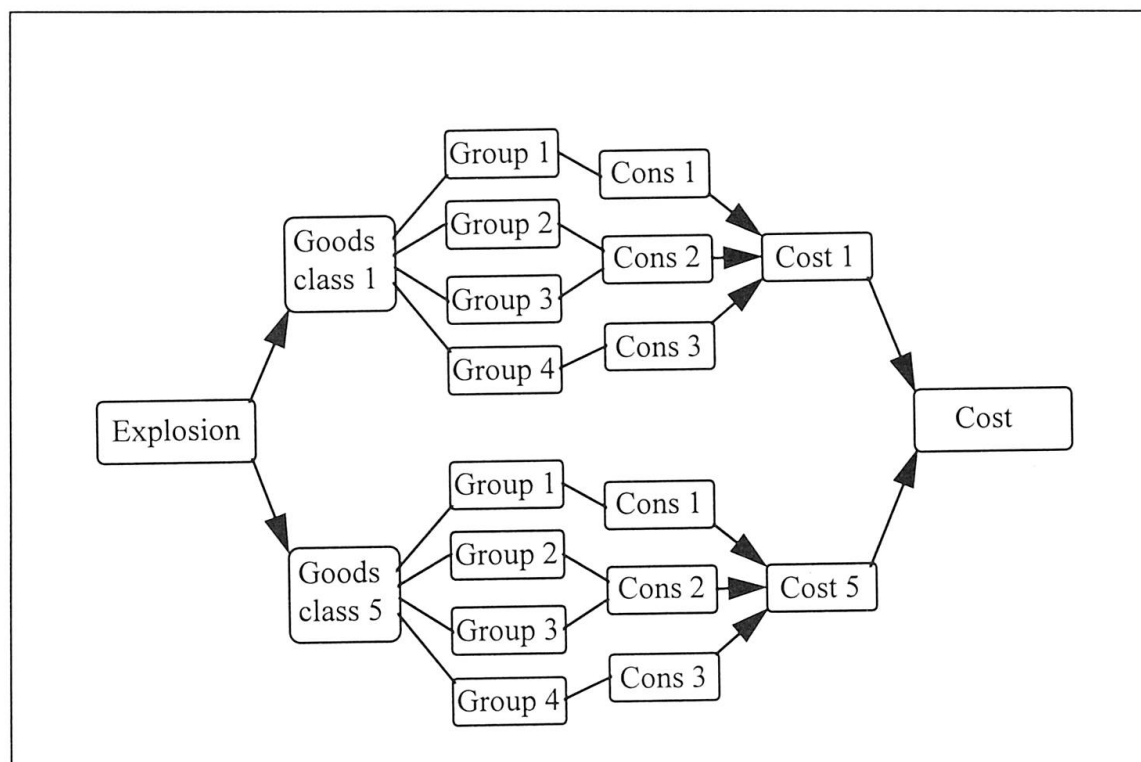 Group 1
Cons 1
Group 2
Goods
class 1
Cons 2
Cost 1
Group 3
Cons 3
Group 4
Explosion
Cost
Group 1
Cons 1
Group 2
Goods
class 5
Cons 2
Cost 5
Group 3
Cons 3
Group 4